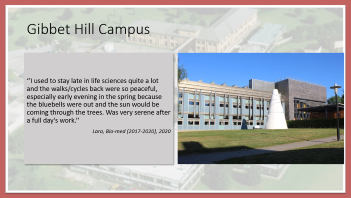 Gibbet Hill Campus
"I used to stay late in life sciences quite a lot
and the walks/cycles back were so peaceful,
especially early evening in the spring because
the bluebells were out and the sun would be
coming through the trees. Was very serene after
a full day's work."
Lara, Bio-med (2017-2020), 2020